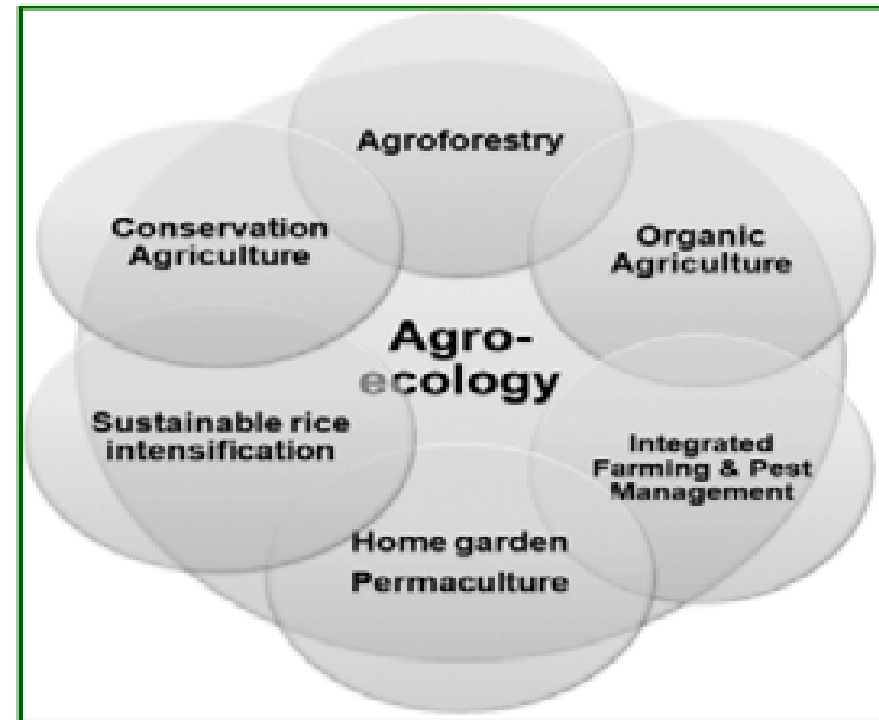 Agroforestry
Conservation
Agriculture
Organic
Agriculture
Agro-
ecology
Sustainable rice
intensification
Integrated
Farming & Pest
Management
Home garden
Permaculture